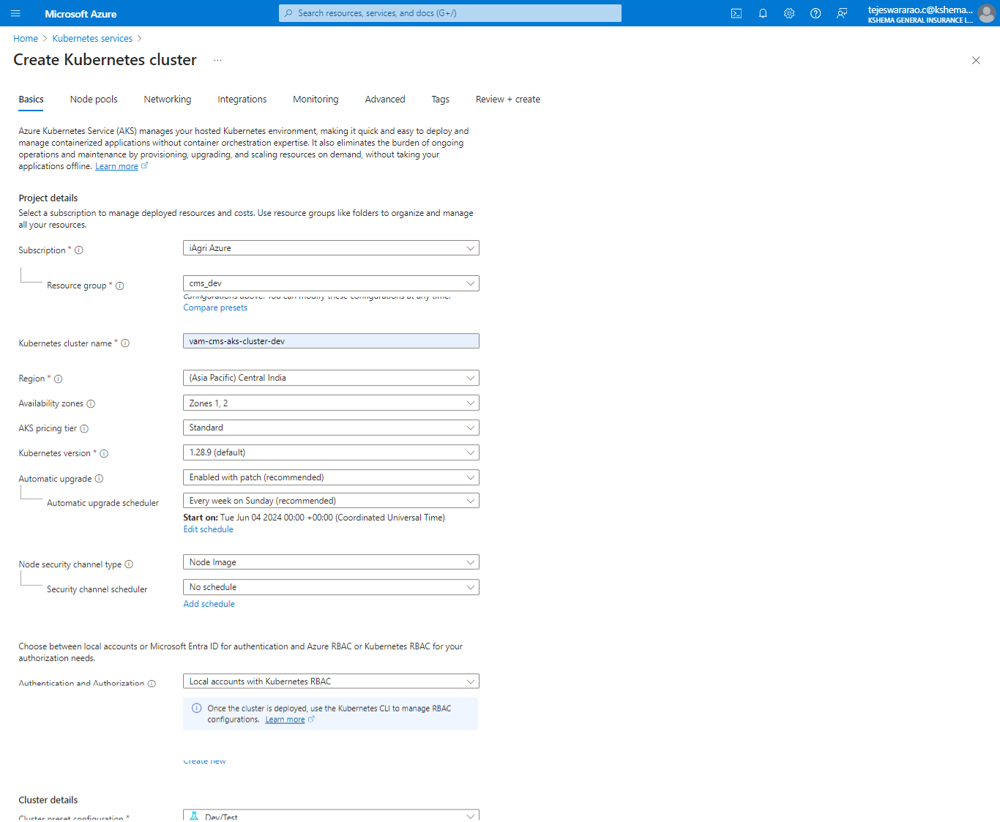 Microsoft Azure
Search resources, services, and docs (G+/)
tejeswararao.c@kshema...
KSHEMA GENERAL INSURANCE L...
Home > Kubernetes services >
Create Kubernetes cluster ...
Basics Node pools Networking Integrations Monitoring Advanced Tags Review + create
Azure Kubernetes Service (AKS) manages your hosted Kubernetes environment, making it quick and easy to deploy and
manage containerized applications without container orchestration expertise. It also eliminates the burden of ongoing
operations and maintenance by provisioning, upgrading, and scaling resources on demand, without taking your
applications offline. Learn more
Project details
Select a subscription to manage deployed resources and costs. Use resource groups like folders to organize and manage
all your resources.
Subscription * iAgri Azure
Resource group * cms_dev
Configurations above. You can modify these configurations at any time.
Compare presets
Kubernetes cluster name * vam-cms-aks-cluster-dev
Region * (Asia Pacific) Central India
Availability zones Zones 1, 2
AKS pricing tier Standard
Kubernetes version * 1.28.9 (default)
Automatic upgrade Enabled with patch (recommended)
Automatic upgrade scheduler Every week on Sunday (recommended)
Start on: Tue Jun 04 2024 00:00 +00:00 (Coordinated Universal Time)
Edit schedule
Node security channel type Node Image
Security channel scheduler No schedule
Add schedule
Choose between local accounts or Microsoft Entra ID for authentication and Azure RBAC or Kubernetes RBAC for your
authorization needs.
Authentication and Authorization Local accounts with Kubernetes RBAC
Once the cluster is deployed, use the Kubernetes CLI to manage RBAC
configurations. Learn more
Create new
Cluster details
Cluster preset configuration * Dev/Test